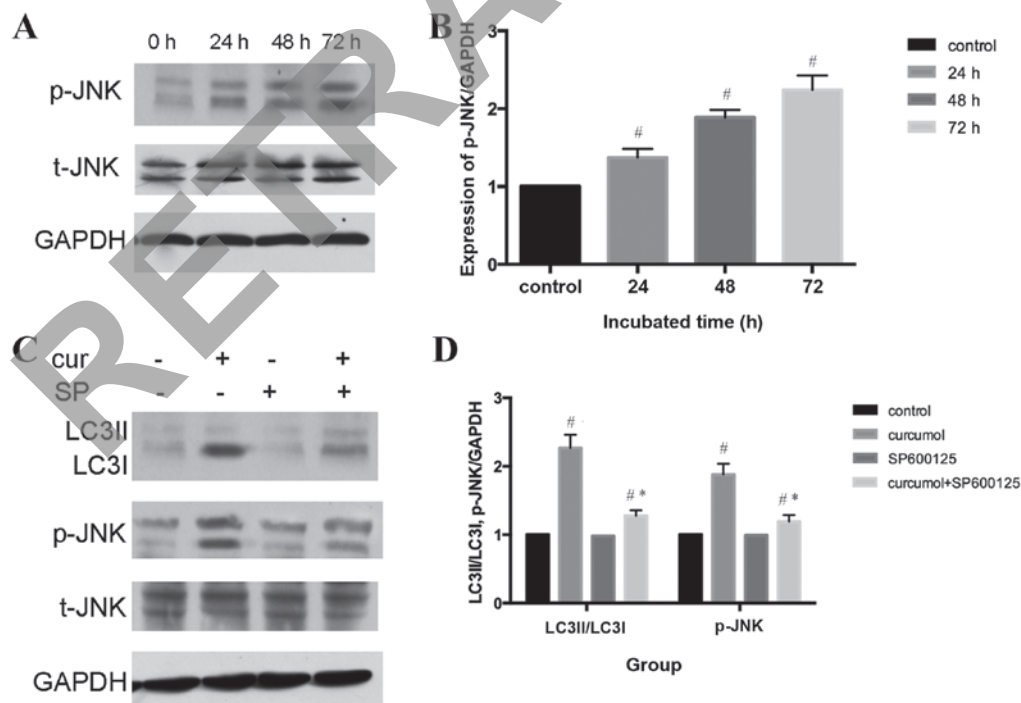 A
0 h 24 h 48 h 72 h
p-JNK
t-JNK
GAPDH
B
Expression of p-JNK/GAPDH
3
2
1
0
control 24 48 72
Incubated time (h)
control
24 h
48 h
72 h
C
cur - + - +
SP - - + +
LC3II
LC3I
p-JNK
t-JNK
GAPDH
D
LC3II/LC3I, p-JNK/GAPDH
3
2
1
0
# # # #* # #*
LC3II/LC3I p-JNK
Group
control
curcumol
SP600125
curcumol+SP600125
RETRA